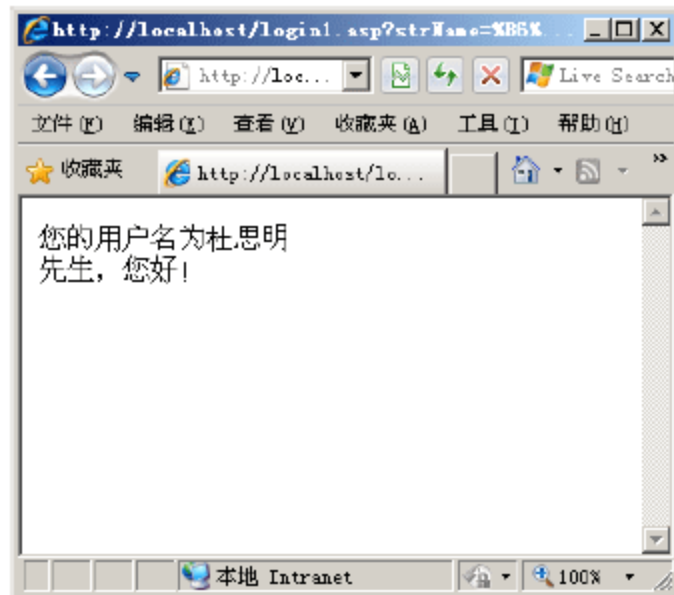 http://localhost/login1.asp?strName=%B6%...
http://loc...
Live Search
文件(F) 编辑(E) 查看(V) 收藏夹(A) 工具(T) 帮助(H)
收藏夹
http://localhost/lo...
您的用户名为杜思明
先生，您好!
本地 Intranet
100%